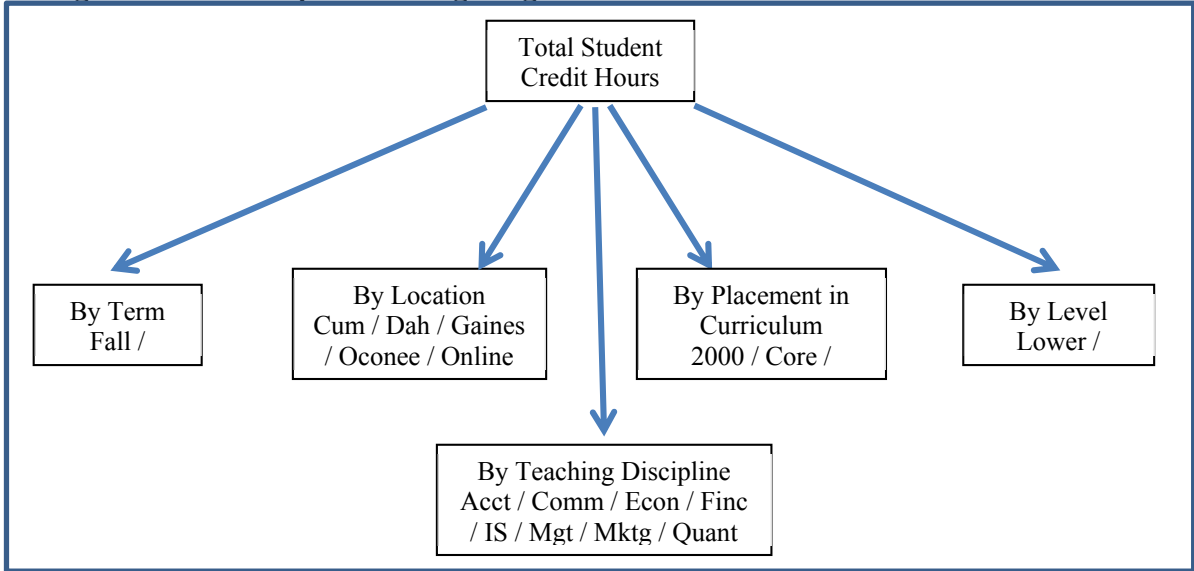 Total Student
Credit Hours
By Term
Fall /
By Location
Cum / Dah / Gaines
/ Oconee / Online
By Placement in
Curriculum
2000 / Core /
By Level
Lower /
By Teaching Discipline
Acct / Comm / Econ / Finc
/ IS / Mgt / Mktg / Quant